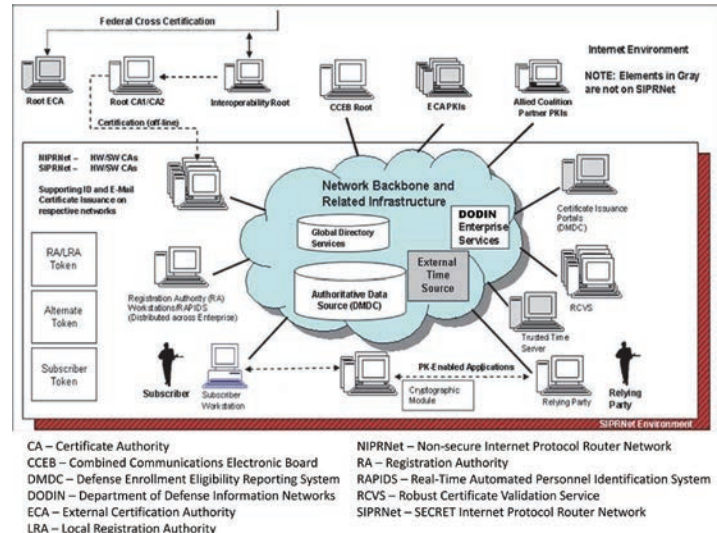 Federal Cross Certification
Root ECA
Root CA1/CA2
Interoperability Root
CCEB Root
ECA PKIs
Allied Coalition
Partner PKIs
Internet Environment
NOTE: Elements in Gray
are not on SIPRNet
Certification (off-line)
NIPRNet – HW/SW CAs
SIPRNet – HW/SW CAs
Supporting ID and E-Mail
Certificate Issuance on
respective networks
Network Backbone and
Related Infrastructure
Global Directory
Services
DODIN
Enterprise
Services
External
Time
Source
Authoritative Data
Source (DMDC)
Certificate Issuance
Portals
(DMDC)
RA/LRA
Token
Alternate
Token
Subscriber
Token
Registration Authority (RA)
Workstations/RAPIDS
(Distributed across Enterprise)
RCVS
Trusted Time
Server
Subscriber
Subscriber
Workstation
PK-Enabled Applications
Cryptographic
Module
Relying Party
Relying
Party
SIPRNet Environment
CA – Certificate Authority
CCEB – Combined Communications Electronic Board
DMDC – Defense Enrollment Eligibility Reporting System
DODIN – Department of Defense Information Networks
ECA – External Certification Authority
LRA – Local Registration Authority
NIPRNet – Non-secure Internet Protocol Router Network
RA – Registration Authority
RAPIDS – Real-Time Automated Personnel Identification System
RCVS – Robust Certificate Validation Service
SIPRNet – SECRET Internet Protocol Router Network